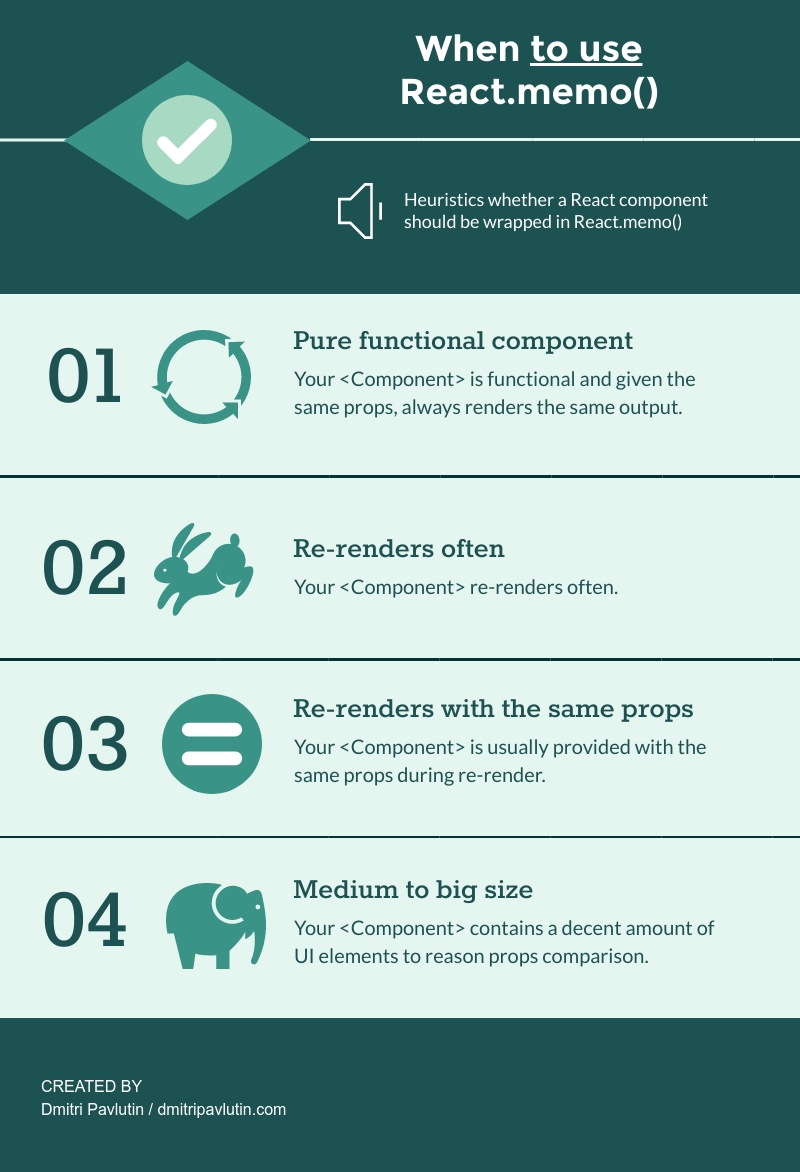 When to use
React.memo()
Heuristics whether a React component
should be wrapped in React.memo()
01
Pure functional component
Your <Component> is functional and given the
same props, always renders the same output.
02
Re-renders often
Your <Component> re-renders often.
03
Re-renders with the same props
Your <Component> is usually provided with the
same props during re-render.
04
Medium to big size
Your <Component> contains a decent amount of
UI elements to reason props comparison.
CREATED BY
Dmitri Pavlutin / dmitripavlutin.com